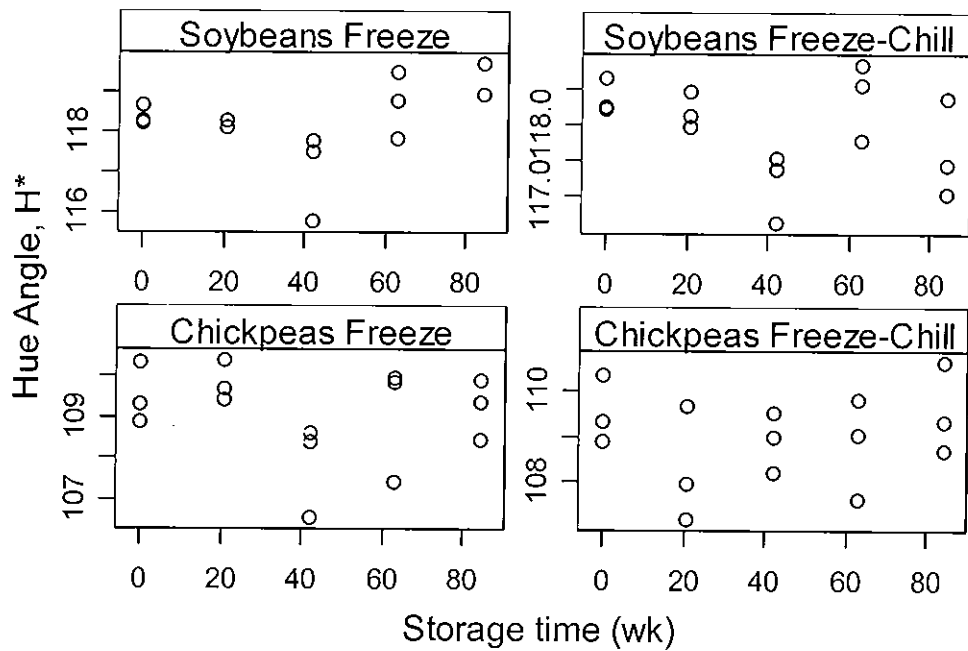 Soybeans Freeze
Soybeans Freeze-Chill
118
116
118.0
117.0
0 20 40 60 80
0 20 40 60 80
Hue Angle, H*
Chickpeas Freeze
Chickpeas Freeze-Chill
109
107
110
108
0 20 40 60 80
0 20 40 60 80
Storage time (wk)